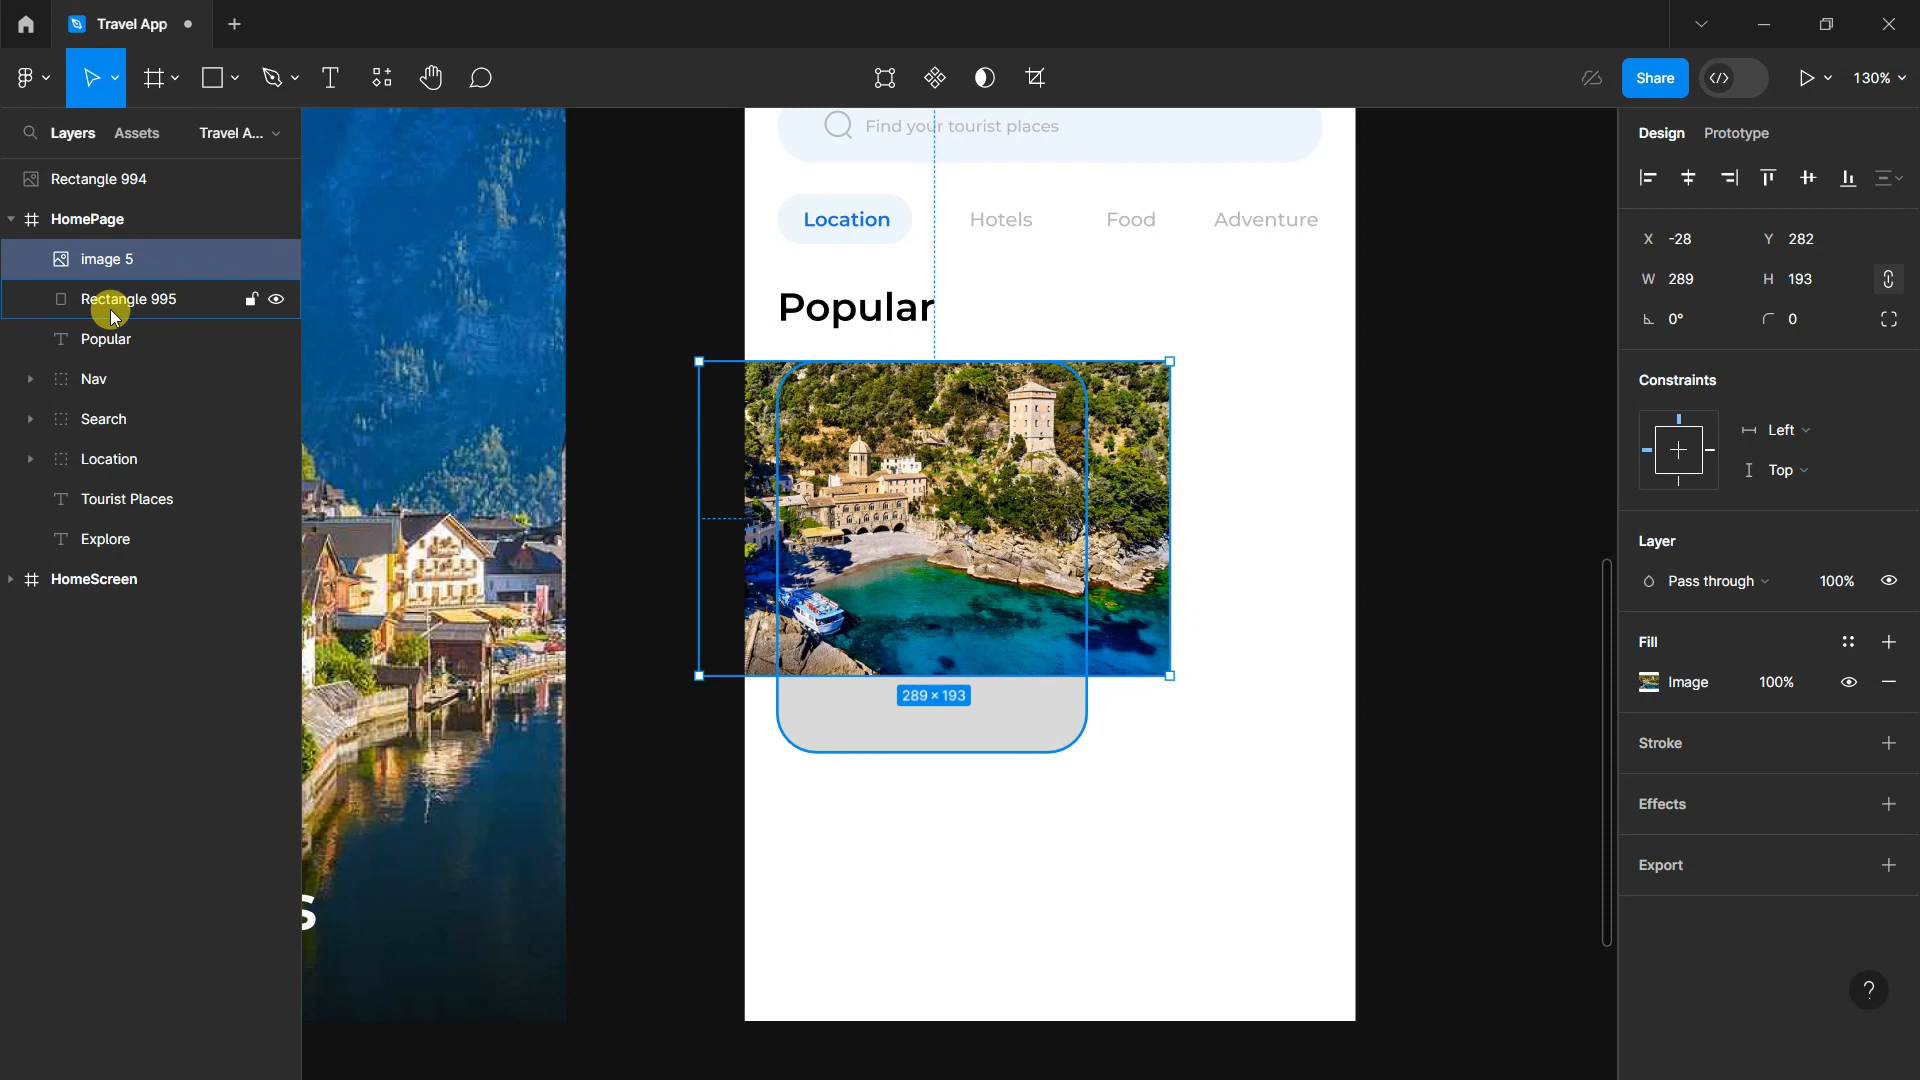 Travel App
Share
130%
Layers
Assets
Travel A...
Rectangle 994
HomePage
image 5
Rectangle 995
Popular
Nav
Search
Location
Tourist Places
Explore
HomeScreen
s
Find your tourist places
Location
Hotels
Food
Adventure
Popular
289 × 193
Design
Prototype
X -28
Y 282
W 289
H 193
0°
0
Constraints
Left
Top
Layer
Pass through
100%
Fill
Image
100%
Stroke
Effects
Export
?